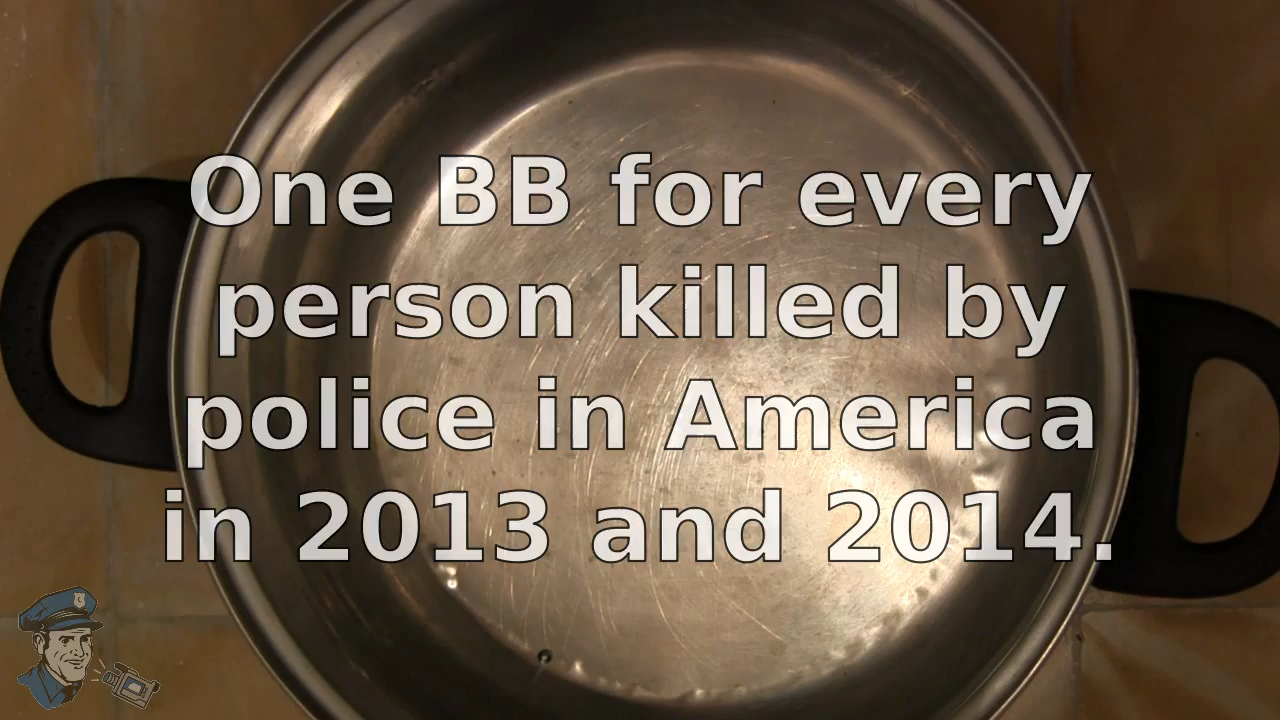 One BB for every
person killed by
police in America
in 2013 and 2014.